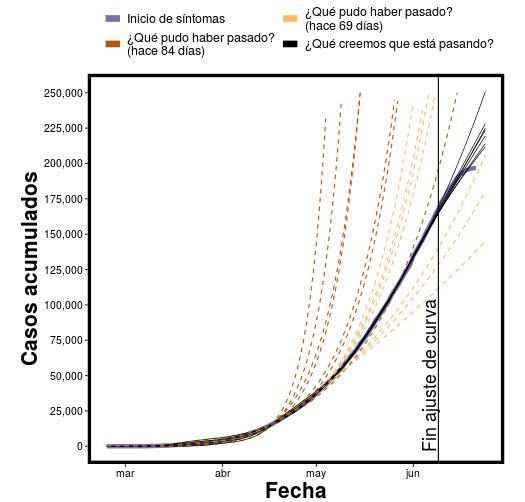 Inicio de síntomas
¿Qué pudo haber pasado?
(hace 84 días)
¿Qué pudo haber pasado?
(hace 69 días)
¿Qué creemos que está pasando?
Casos acumulados
250,000
225,000
200,000
175,000
150,000
125,000
100,000
75,000
50,000
25,000
0
Fin ajuste de curva
mar
abr
may
jun
Fecha